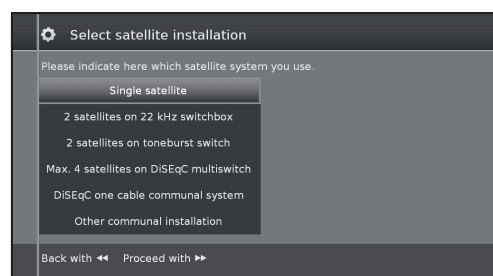 Select satellite installation
Please indicate here which satellite system you use.
Single satellite
2 satellites on 22 kHz switchbox
2 satellites on toneburst switch
Max. 4 satellites on DiSEqC multiswitch
DiSEqC one cable communal system
Other communal installation
Back with ◀◀ Proceed with ▶▶